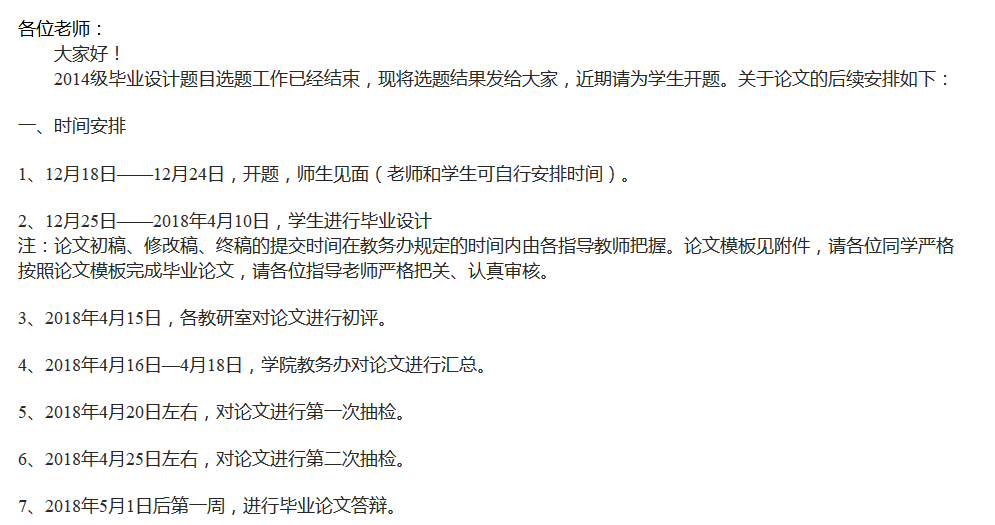 各位老师：
大家好！
2014级毕业设计题目选题工作已经结束，现将选题结果发给大家，近期请为学生开题。关于论文的后续安排如下：
一、时间安排
1、12月18日——12月24日，开题，师生见面（老师和学生可自行安排时间）。
2、12月25日——2018年4月10日，学生进行毕业设计
注：论文初稿、修改稿、终稿的提交时间在教务办规定的时间内由各指导教师把握。论文模板见附件，请各位同学严格
按照论文模板完成毕业论文，请各位指导老师严格把关、认真审核。
3、2018年4月15日，各教研室对论文进行初评。
4、2018年4月16日—4月18日，学院教务办对论文进行汇总。
5、2018年4月20日左右，对论文进行第一次抽检。
6、2018年4月25日左右，对论文进行第二次抽检。
7、2018年5月1日后第一周，进行毕业论文答辩。